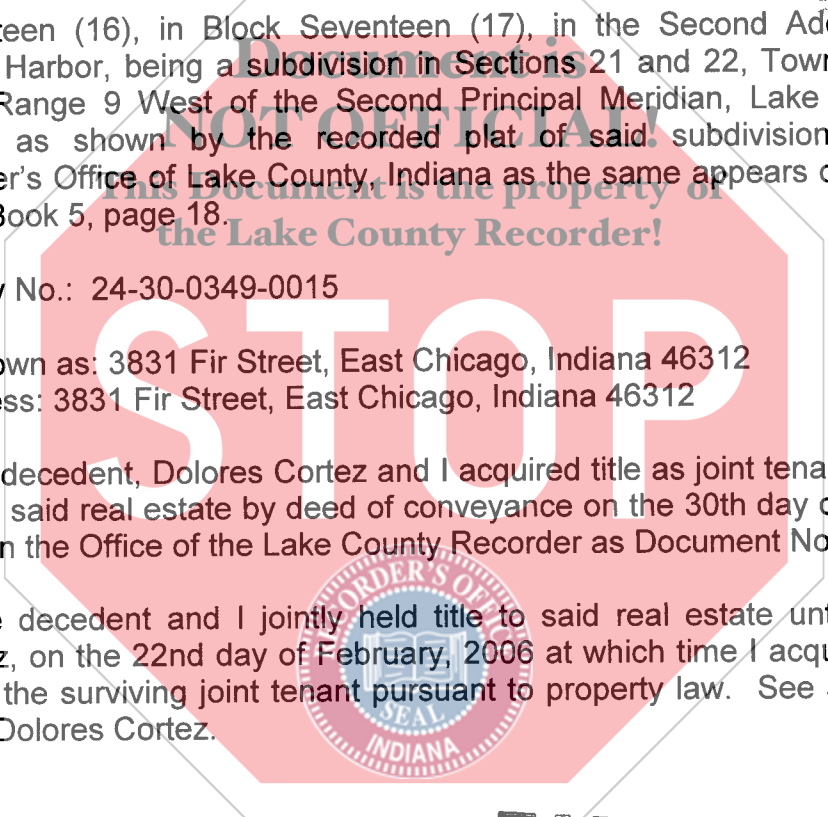 teen (16), in Block Seventeen (17), in the Second Ad
Harbor, being a subdivision in Sections 21 and 22, Tow
Range 9 West of the Second Principal Meridian, Lake
as shown by the recorded plat of said subdivision
er's Office of Lake County, Indiana as the same appears
Book 5, page 18.
Document is
NOT OFFICIAL!
This Document is the property of
the Lake County Recorder!
No.: 24-30-0349-0015
STOP
own as: 3831 Fir Street, East Chicago, Indiana 46312
ess: 3831 Fir Street, East Chicago, Indiana 46312
decedent, Dolores Cortez and I acquired title as joint tena
said real estate by deed of conveyance on the 30th day
n the Office of the Lake County Recorder as Document No
decedent and I jointly held title to said real estate unt
z, on the 22nd day of February, 2006 at which time I acqu
the surviving joint tenant pursuant to property law. See
Dolores Cortez.
RECORDER'S OFFICE
SEAL
INDIANA